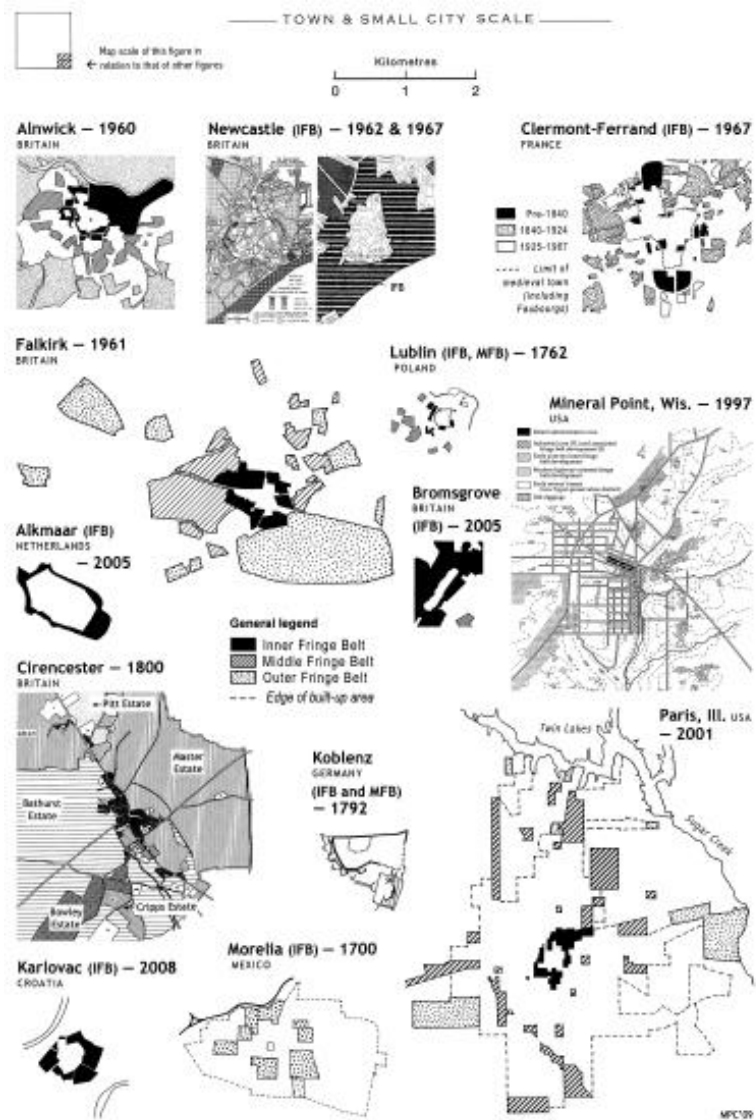 TOWN & SMALL CITY SCALE
Map scale of this figure in
← relation to that of other figures
Kilometres
0 1 2
Alnwick — 1960
BRITAIN
Newcastle (IFB) — 1962 & 1967
BRITAIN
IFB
Clermont-Ferrand (IFB) — 1967
FRANCE
Pre-1840
1840-1924
1925-1967
Limit of
medieval town
(including
Faubourgs)
Falkirk — 1961
BRITAIN
Lublin (IFB, MFB) — 1762
POLAND
Mineral Point, Wis. — 1997
USA
Bromsgrove
BRITAIN
(IFB) — 2005
Alkmaar (IFB)
NETHERLANDS
— 2005
General legend
Inner Fringe Belt
Middle Fringe Belt
Outer Fringe Belt
Edge of built-up area
Cirencester — 1800
BRITAIN
Pitt Estate
Master
Estate
Bathurst
Estate
Bowley
Estate
Cripps Estate
Koblenz
GERMANY
(IFB and MFB)
— 1792
Paris, Ill. USA
— 2001
Twin Lakes
Sugar Creek
Karlovac (IFB) — 2008
CROATIA
Morelia (IFB) — 1700
MEXICO
MPC'09